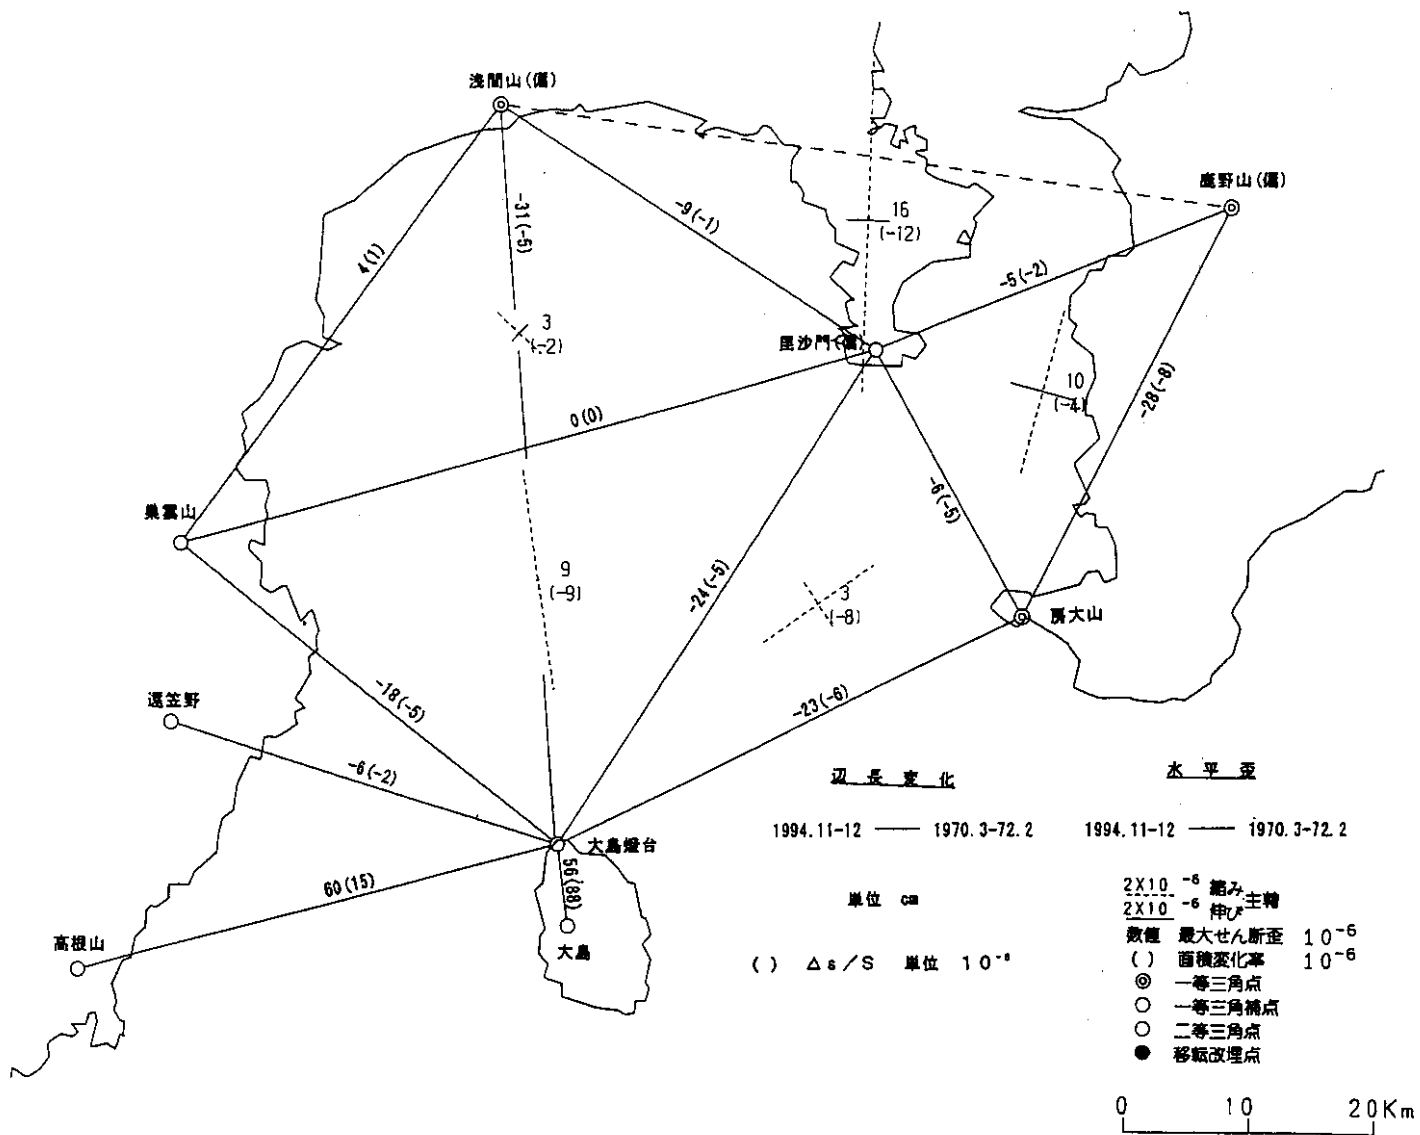 浅間山(偏)
鹿野山(偏)
-31(-5)
-9(-1)
16
(-12)
4(1)
-5(-2)
3
(-2)
毘沙門(偏)
10
(-4)
-28(-8)
0(0)
-6(-5)
巣雲山
9
(-9)
-24(-5)
3
(-8)
房大山
遠笠野
-18(-5)
-23(-6)
-6(-2)
辺長変化
水平歪
1994.11-12 ―― 1970.3-72.2
1994.11-12 ―― 1970.3-72.2
大島燈台
60(15)
56(88)
単位 cm
2X10⁻⁶ 縮み
主軸
2X10⁻⁶ 伸び
高根山
大島
数値 最大せん断歪 10⁻⁶
( ) Δs/S 単位 10⁻⁶
( ) 面積変化率 10⁻⁶
◎ 一等三角点
○ 一等三角補点
○ 二等三角点
● 移転改埋点
0 10 20Km